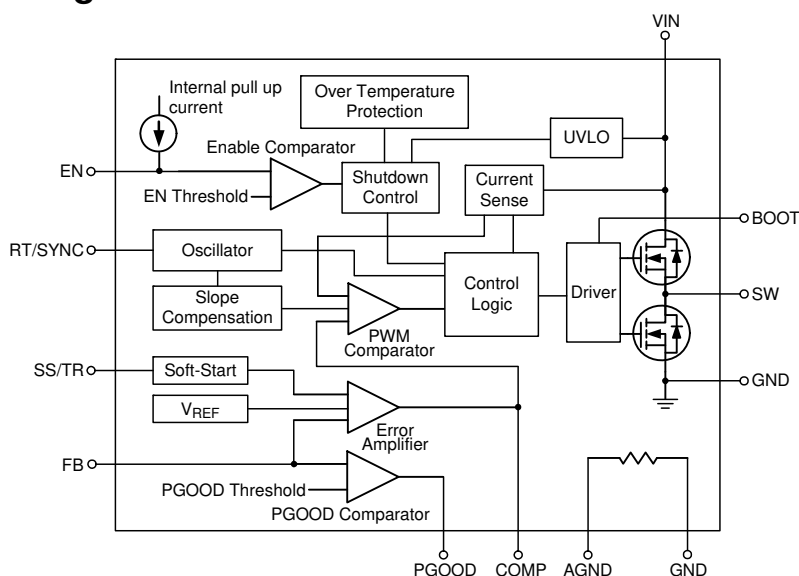 VIN
Internal pull up
current
Over Temperature
Protection
UVLO
Enable Comparator
EN
EN Threshold
Shutdown
Control
Current
Sense
BOOT
RT/SYNC
Oscillator
Slope
Compensation
Control
Logic
Driver
SW
PWM
Comparator
SS/TR
Soft-Start
VREF
GND
Error
Amplifier
FB
PGOOD Threshold
PGOOD Comparator
PGOOD
COMP
AGND
GND